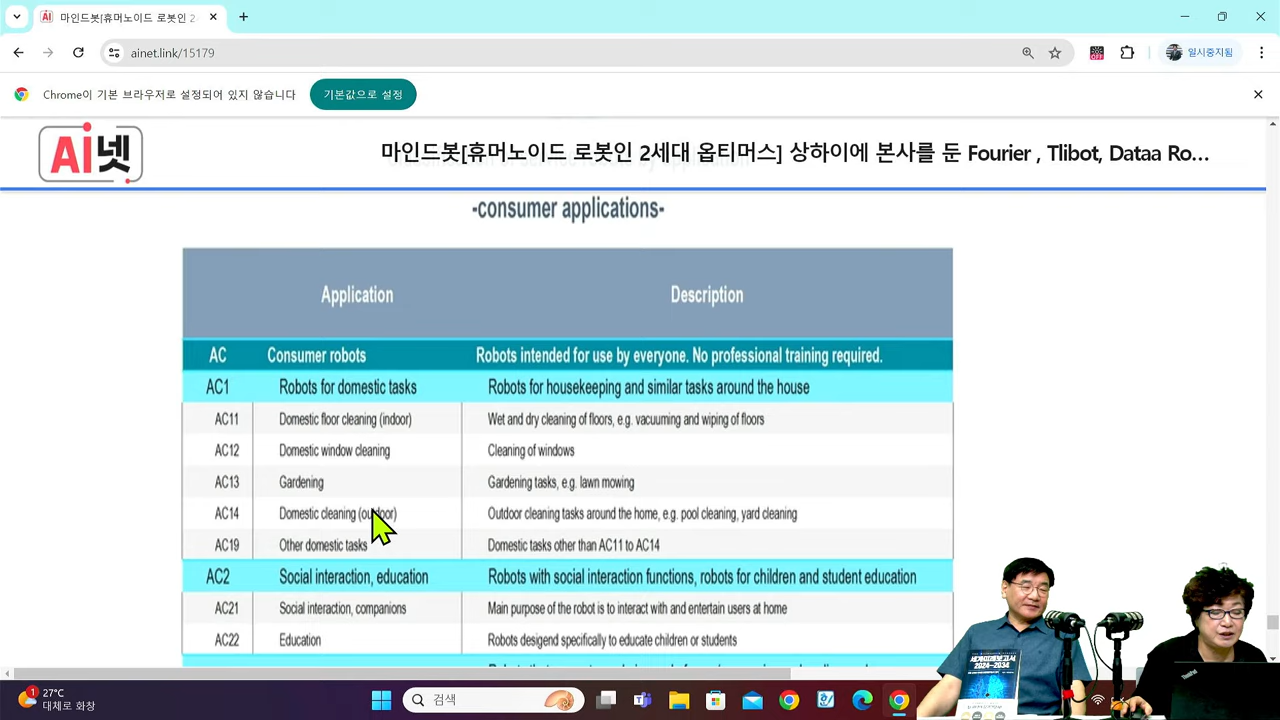 마인드봇[휴머노이드 로봇인 2
ainet.link/15179
일시중지됨
Chrome이 기본 브라우저로 설정되어 있지 않습니다
기본값으로 설정
Ai넷
마인드봇[휴머노이드 로봇인 2세대 옵티머스] 상하이에 본사를 둔 Fourier , Tlibot, Dataa Ro...
-consumer applications-
Application Description
AC Consumer robots Robots intended for use by everyone. No professional training required.
AC1 Robots for domestic tasks Robots for housekeeping and similar tasks around the house
AC11 Domestic floor cleaning (indoor) Wet and dry cleaning of floors, e.g. vacuuming and wiping of floors
AC12 Domestic window cleaning Cleaning of windows
AC13 Gardening Gardening tasks, e.g. lawn mowing
AC14 Domestic cleaning (outdoor) Outdoor cleaning tasks around the home, e.g. pool cleaning, yard cleaning
AC19 Other domestic tasks Domestic tasks other than AC11 to AC14
AC2 Social interaction, education Robots with social interaction functions, robots for children and student education
AC21 Social interaction, companions Main purpose of the robot is to interact with and entertain users at home
AC22 Education Robots desigend specifically to educate children or students
세계미래보고서
2024-2034
ThinkPad
1
27°C
대체로 화창
검색